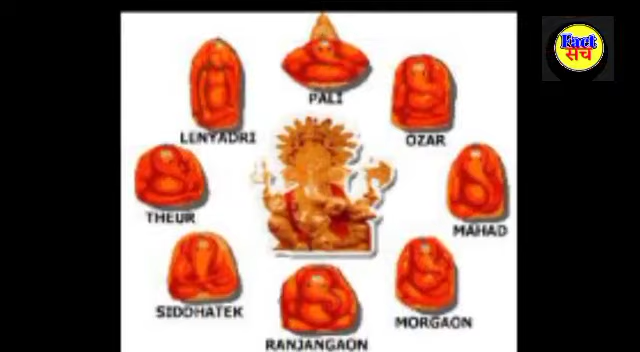 Fact
सच
PALI
LENYADRI
OZAR
THEUR
MAHAD
SIDDHATEK
MORGAON
RANJANGAON